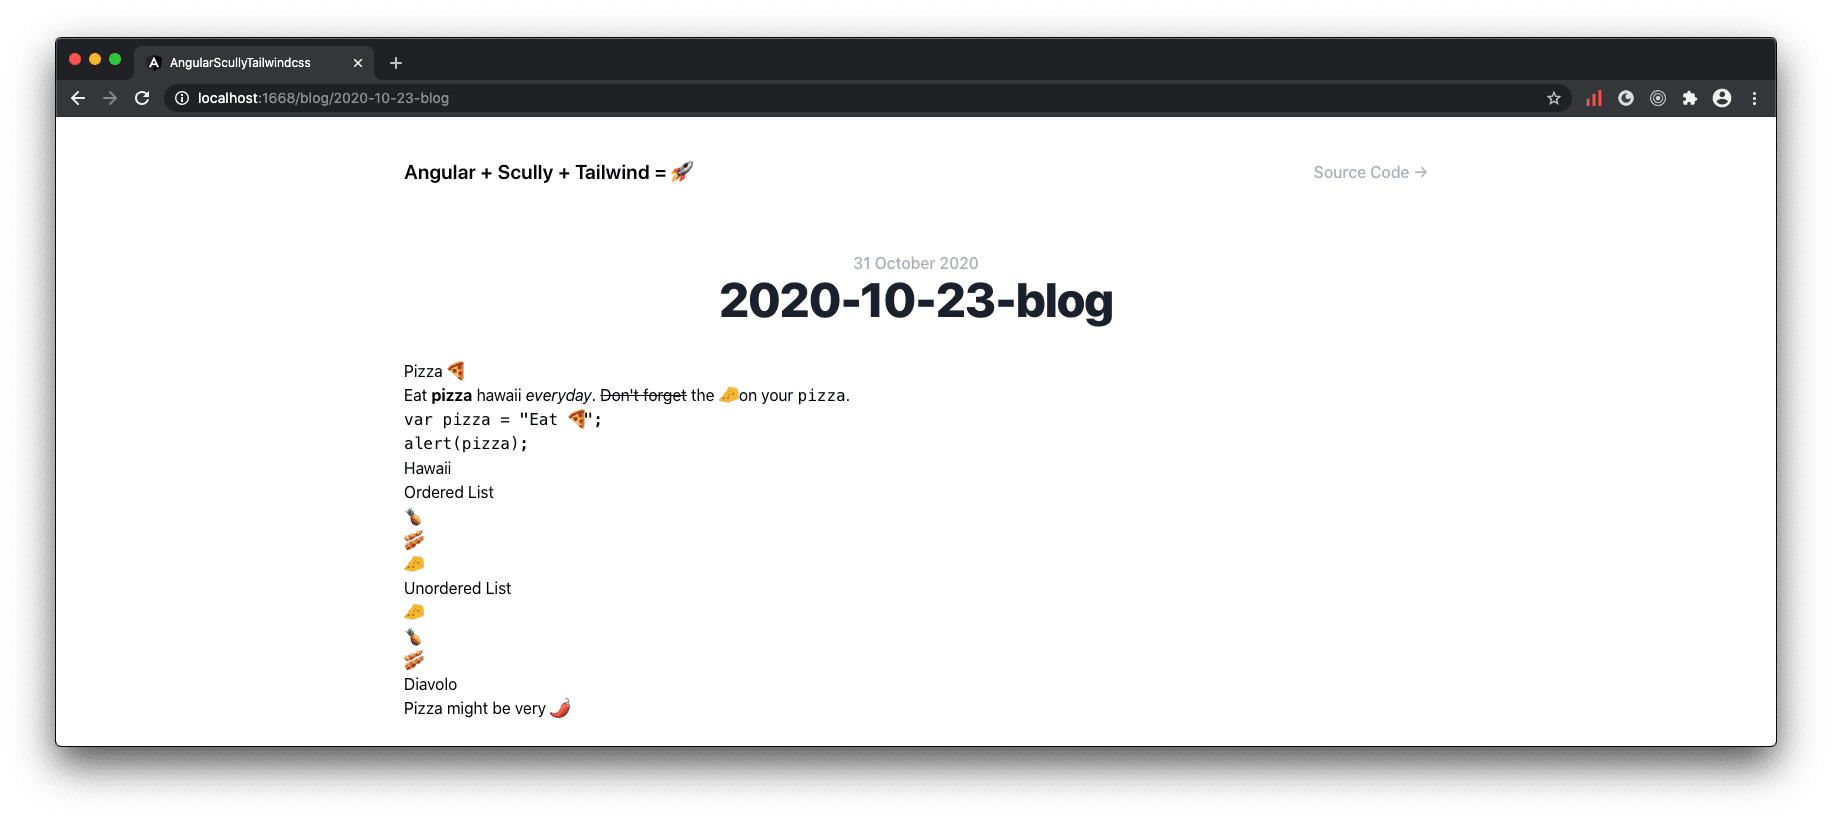 AngularScullyTailwindcss
localhost:1668/blog/2020-10-23-blog
Angular + Scully + Tailwind = 🚀
Source Code →
31 October 2020
2020-10-23-blog
Pizza 🍕
Eat pizza hawaii everyday. Don't forget the 🧀on your pizza.
var pizza = "Eat 🍕";
alert(pizza);
Hawaii
Ordered List
🍍
🌭
🧀
Unordered List
🧀
🍍
🌭
Diavolo
Pizza might be very 🌶